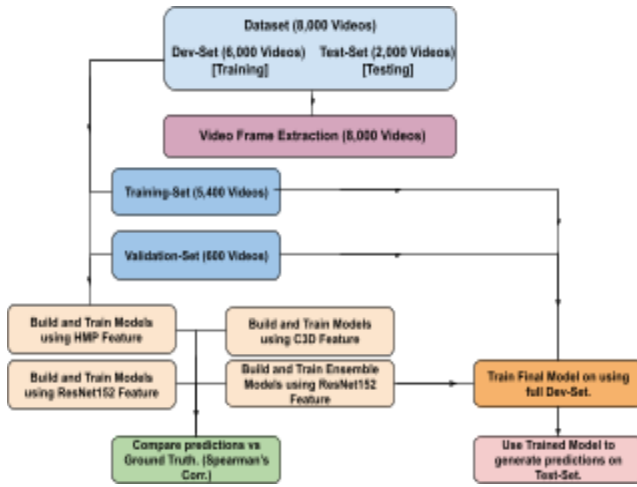 Dataset (8,000 Videos)
Dev-Set (6,000 Videos) Test-Set (2,000 Videos)
[Training] [Testing]
Video Frame Extraction (8,000 Videos)
Training-Set (5,400 Videos)
Validation-Set (600 Videos)
Build and Train Models
using HMP Feature
Build and Train Models
using C3D Feature
Build and Train Models
using ResNet152 Feature
Build and Train Ensemble
Models using ResNet152
Feature
Train Final Model on using
full Dev-Set.
Compare predictions vs
Ground Truth. (Spearman's
Corr.)
Use Trained Model to
generate predictions on
Test-Set.